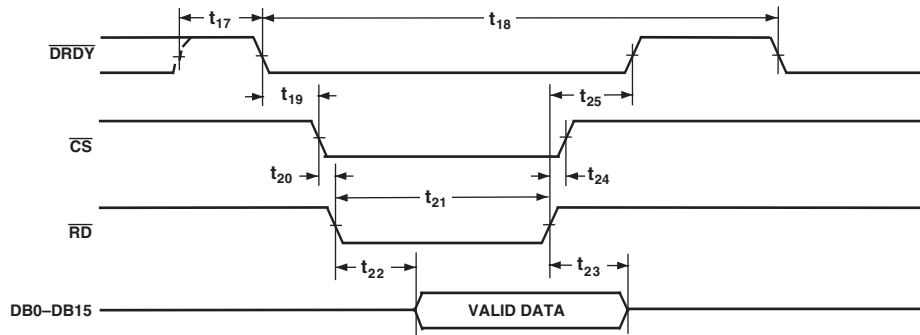 t17 t18
DRDY
t19 t25
CS
t20 t24
t21
RD
t22 t23
DB0–DB15 VALID DATA